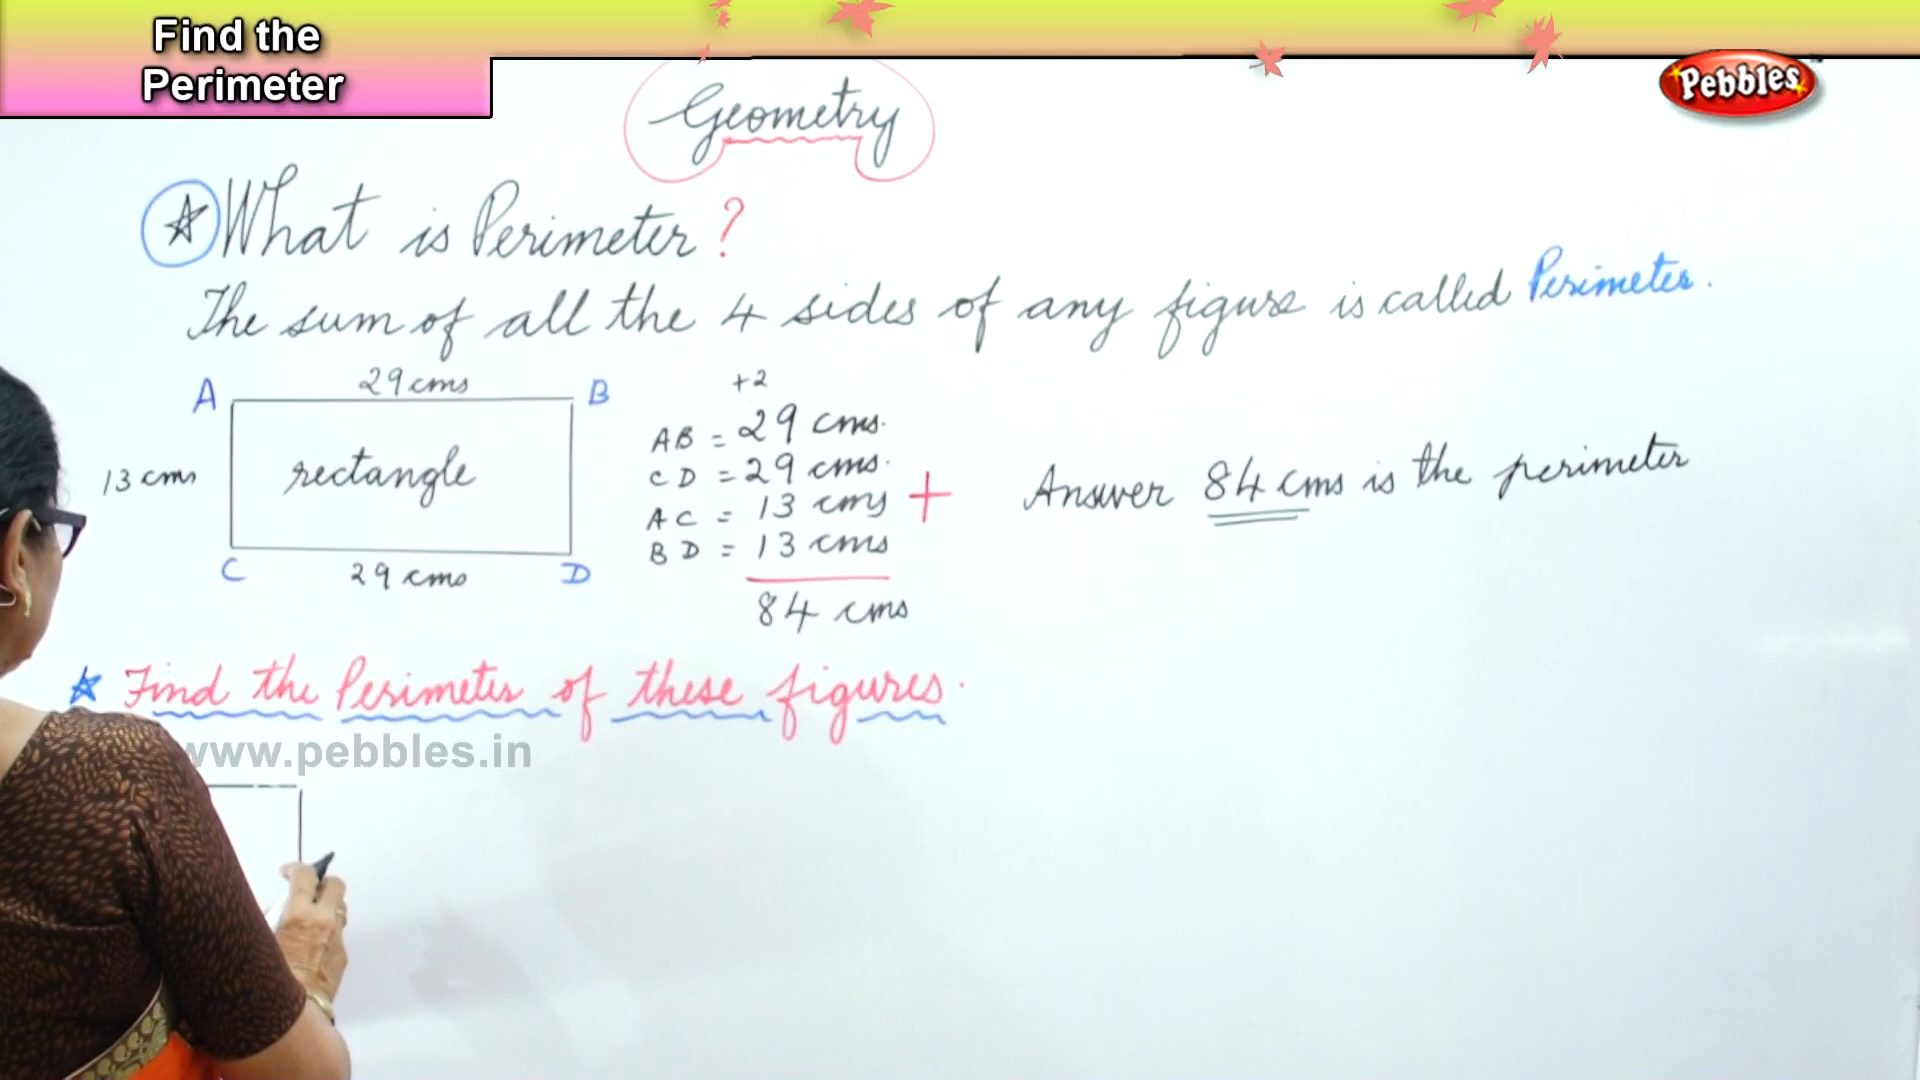 Find the
Perimeter
Pebbles
Geometry
What is Perimeter?
The sum of all the 4 sides of any figure is called Perimeter.
A 29 cms B
13 cms rectangle
C 29 cms D
+2
AB = 29 cms.
CD = 29 cms.
AC = 13 cms +
BD = 13 cms
84 cms
Answer 84 cms is the perimeter
Find the Perimeter of these figures.
www.pebbles.in